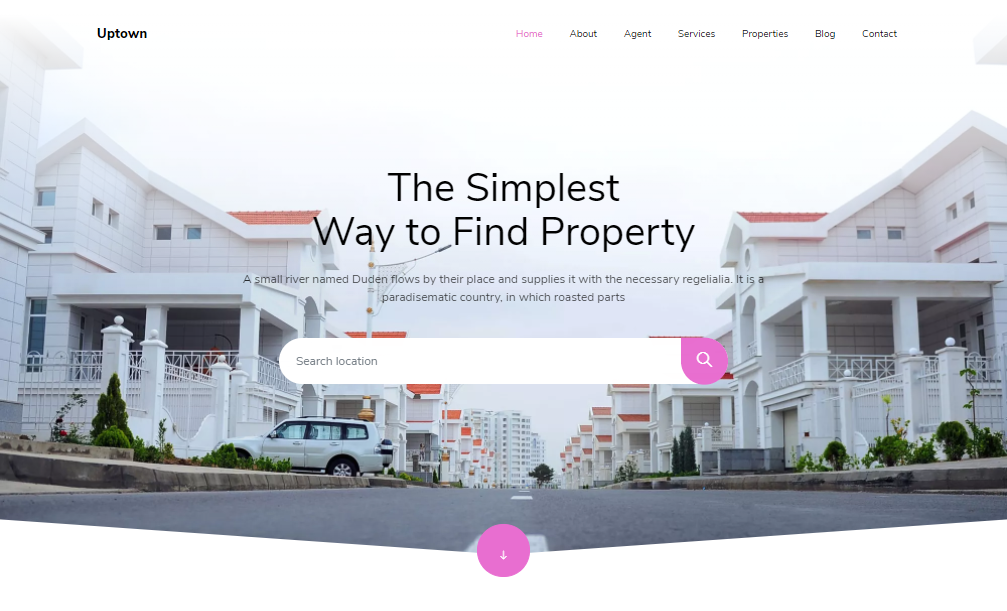 Uptown
Home About Agent Services Properties Blog Contact
The Simplest
Way to Find Property
A small river named Duden flows by their place and supplies it with the necessary regelialia. It is a
paradisematic country, in which roasted parts
Search location